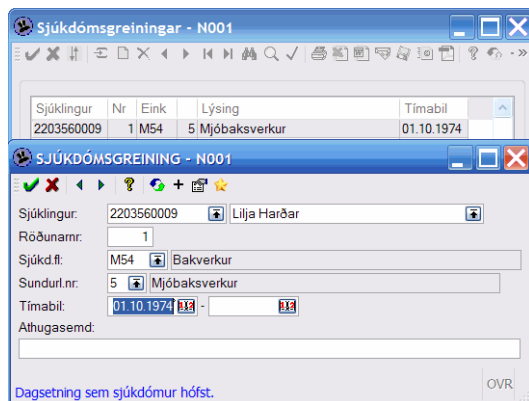 Sjúkdómsgreiningar - N001
Sjúklingur Nr Eink Lýsing Tímabil
2203560009 1 M54 5 Mjóbaksverkur 01.10.1974
SJÚKDÓMSGREINING - N001
Sjúklingur: 2203560009 Lilja Harðar
Röðunarnr: 1
Sjúkd.fl: M54 Bakverkur
Sundurl.nr: 5 Mjóbaksverkur
Tímabil: 01.10.1974 -
Athugasemd:
OVR
Dagsetning sem sjúkdómur hófst.